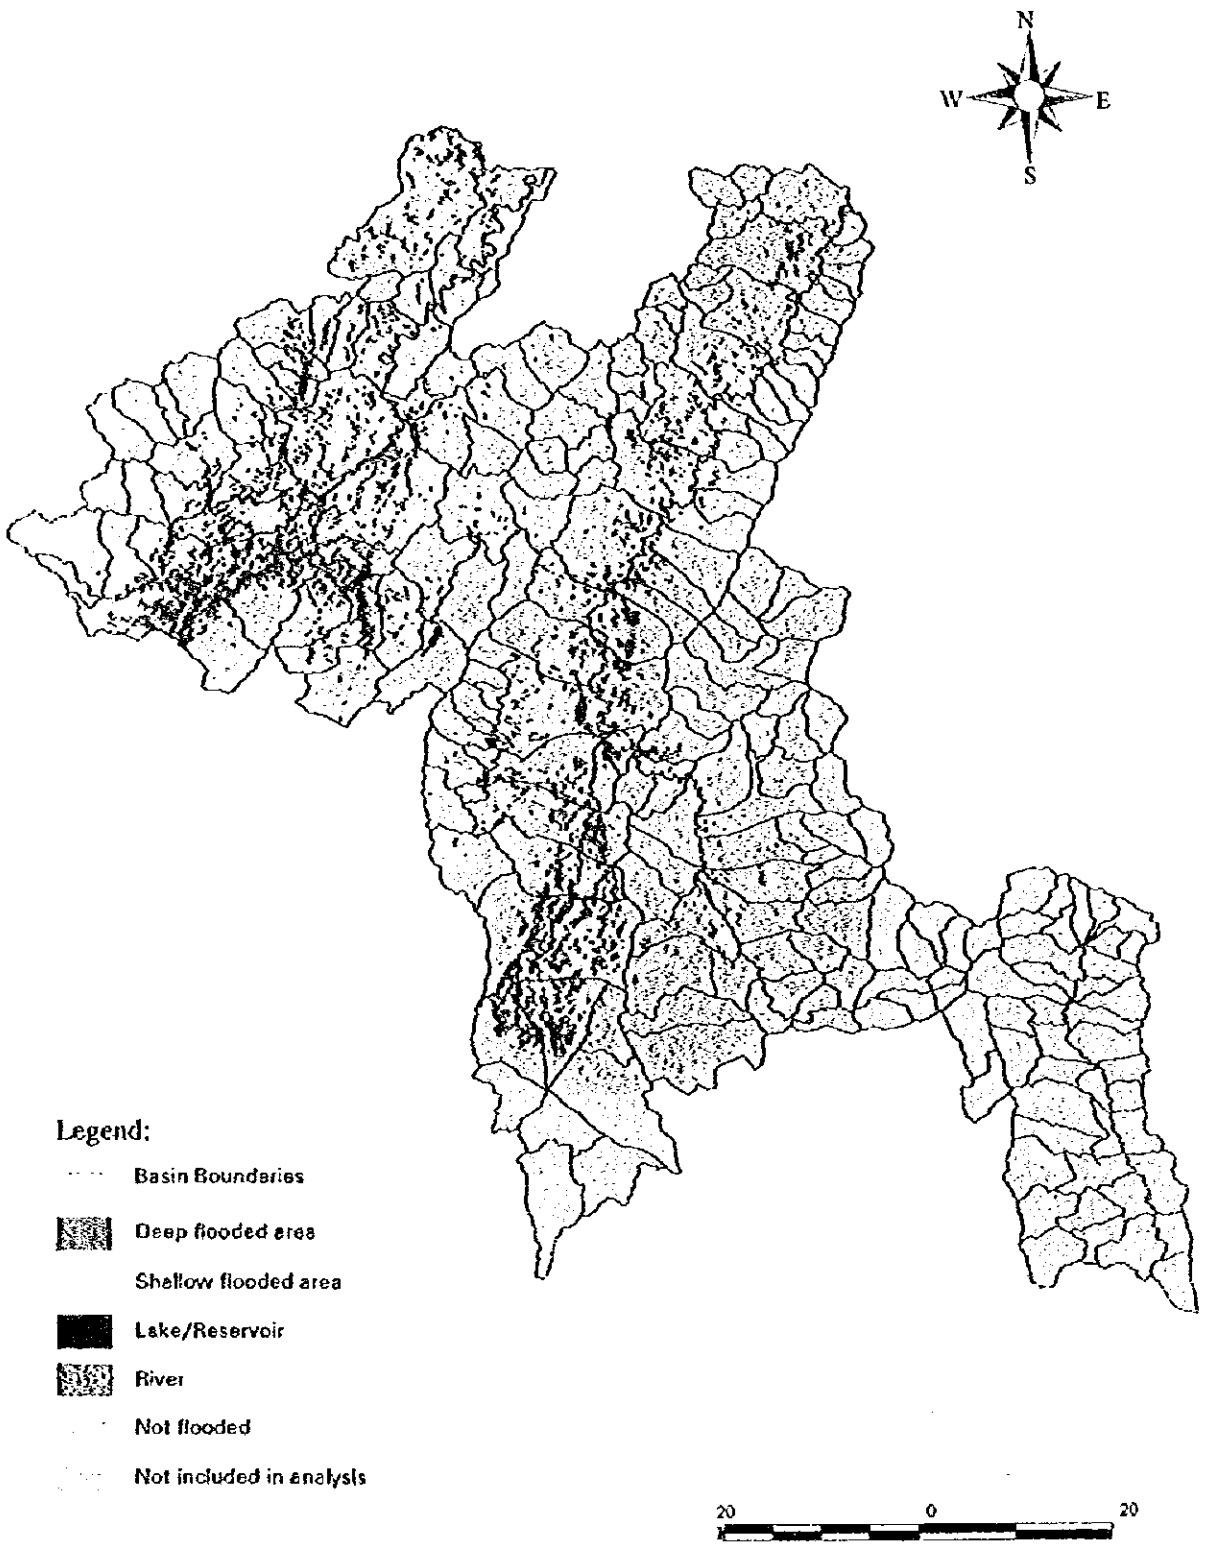 N
W E
S
Legend:
Basin Boundaries
Deep flooded area
Shallow flooded area
Lake/Reservoir
River
Not flooded
Not included in analysis
20 0 20